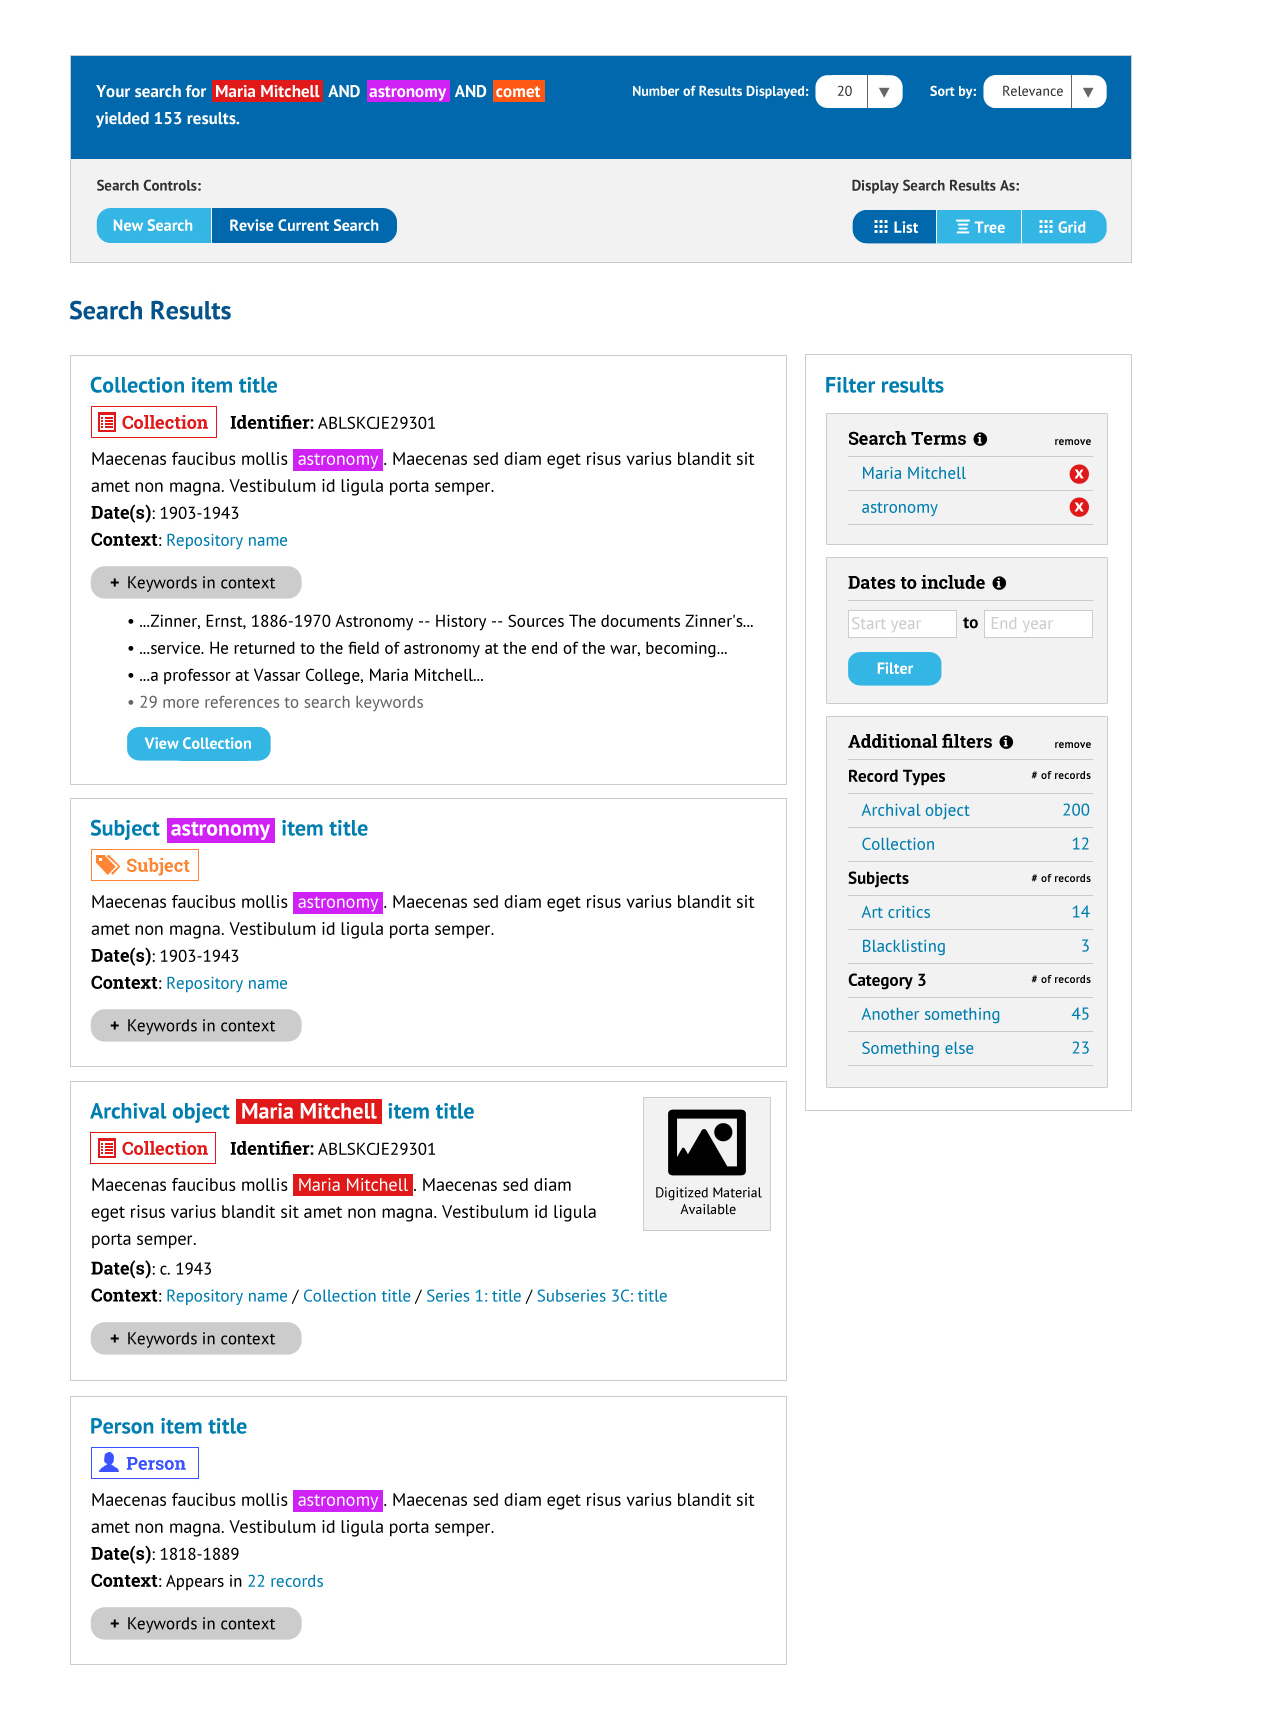 Your search for Maria Mitchell AND astronomy AND comet
yielded 153 results.
Number of Results Displayed: 20
Sort by: Relevance
Search Controls:
New Search Revise Current Search
Display Search Results As:
List Tree Grid
Search Results
Collection item title
Collection Identifier: ABLSKCJE29301
Maecenas faucibus mollis astronomy. Maecenas sed diam eget risus varius blandit sit
amet non magna. Vestibulum id ligula porta semper.
Date(s): 1903-1943
Context: Repository name
+ Keywords in context
• ...Zinner, Ernst, 1886-1970 Astronomy -- History -- Sources The documents Zinner's...
• ...service. He returned to the field of astronomy at the end of the war, becoming...
• ...a professor at Vassar College, Maria Mitchell...
• 29 more references to search keywords
View Collection
Subject astronomy item title
Subject
Maecenas faucibus mollis astronomy. Maecenas sed diam eget risus varius blandit sit
amet non magna. Vestibulum id ligula porta semper.
Date(s): 1903-1943
Context: Repository name
+ Keywords in context
Archival object Maria Mitchell item title
Collection Identifier: ABLSKCJE29301
Maecenas faucibus mollis Maria Mitchell. Maecenas sed diam
eget risus varius blandit sit amet non magna. Vestibulum id ligula
porta semper.
Date(s): c. 1943
Context: Repository name / Collection title / Series 1: title / Subseries 3C: title
+ Keywords in context
Digitized Material
Available
Person item title
Person
Maecenas faucibus mollis astronomy. Maecenas sed diam eget risus varius blandit sit
amet non magna. Vestibulum id ligula porta semper.
Date(s): 1818-1889
Context: Appears in 22 records
+ Keywords in context
Filter results
Search Terms i remove
Maria Mitchell x
astronomy x
Dates to include i
Start year to End year
Filter
Additional filters i remove
Record Types # of records
Archival object 200
Collection 12
Subjects # of records
Art critics 14
Blacklisting 3
Category 3 # of records
Another something 45
Something else 23